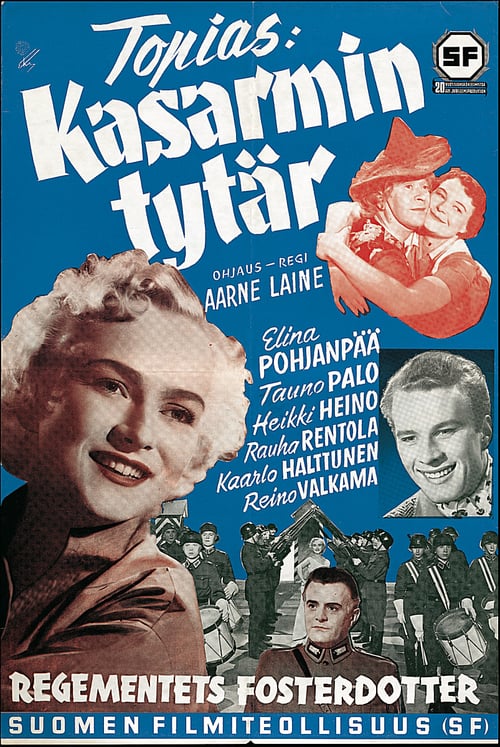 Topias:
Kasarmin
tytär
SF
OHJAUS – REGI
AARNE LAINE
Elina
POHJANPÄÄ
Tauno PALO
Heikki HEINO
Rauha RENTOLA
Kaarlo HALTTUNEN
Reino VALKAMA
REGEMENTETS FOSTERDOTTER
SUOMEN FILMITEOLLISUUS (SF)